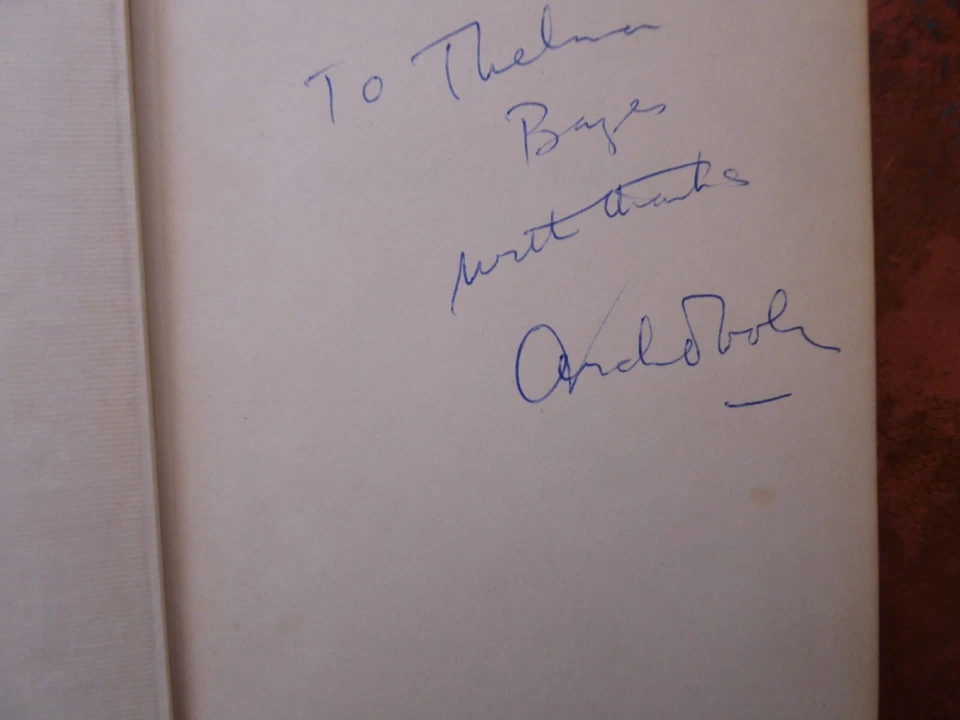 To Thelma
Bayes
with thanks